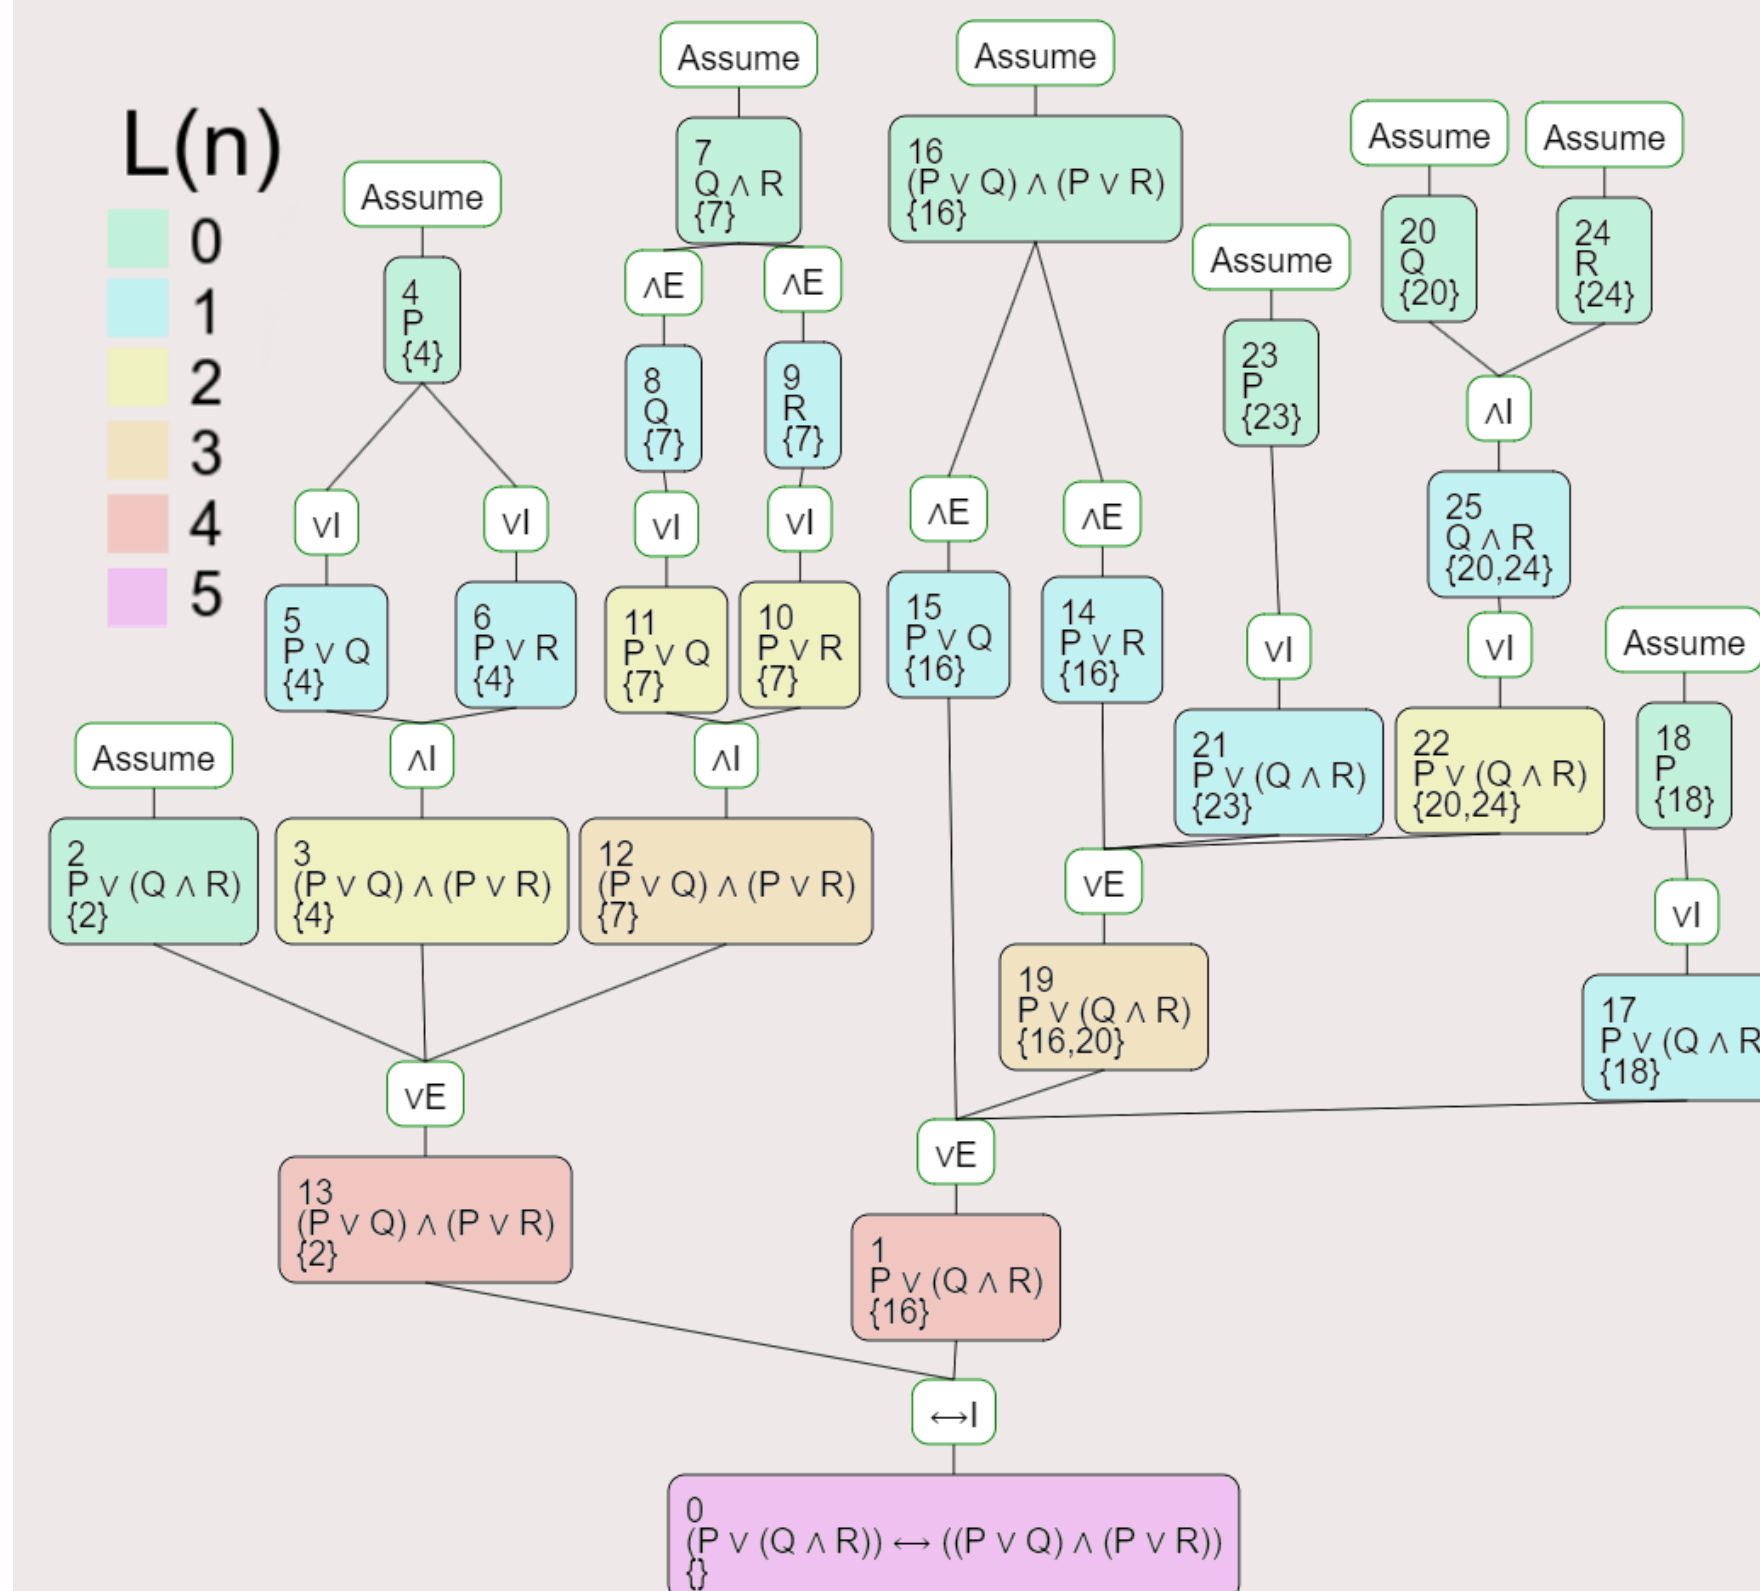 L(n)
0
1
2
3
4
5
Assume
4
P
{4}
∨I
∨I
5
P ∨ Q
{4}
6
P ∨ R
{4}
∧I
Assume
2
P ∨ (Q ∧ R)
{2}
3
(P ∨ Q) ∧ (P ∨ R)
{4}
Assume
7
Q ∧ R
{7}
∧E
∧E
8
Q
{7}
9
R
{7}
∨I
∨I
11
P ∨ Q
{7}
10
P ∨ R
{7}
∧I
12
(P ∨ Q) ∧ (P ∨ R)
{7}
∨E
13
(P ∨ Q) ∧ (P ∨ R)
{2}
Assume
16
(P ∨ Q) ∧ (P ∨ R)
{16}
∧E
∧E
15
P ∨ Q
{16}
14
P ∨ R
{16}
Assume
23
P
{23}
∨I
21
P ∨ (Q ∧ R)
{23}
Assume
Assume
20
Q
{20}
24
R
{24}
∧I
25
Q ∧ R
{20,24}
∨I
22
P ∨ (Q ∧ R)
{20,24}
∨E
19
P ∨ (Q ∧ R)
{16,20}
Assume
18
P
{18}
∨I
17
P ∨ (Q ∧ R
{18}
∨E
1
P ∨ (Q ∧ R)
{16}
↔I
0
(P ∨ (Q ∧ R)) ↔ ((P ∨ Q) ∧ (P ∨ R))
{}